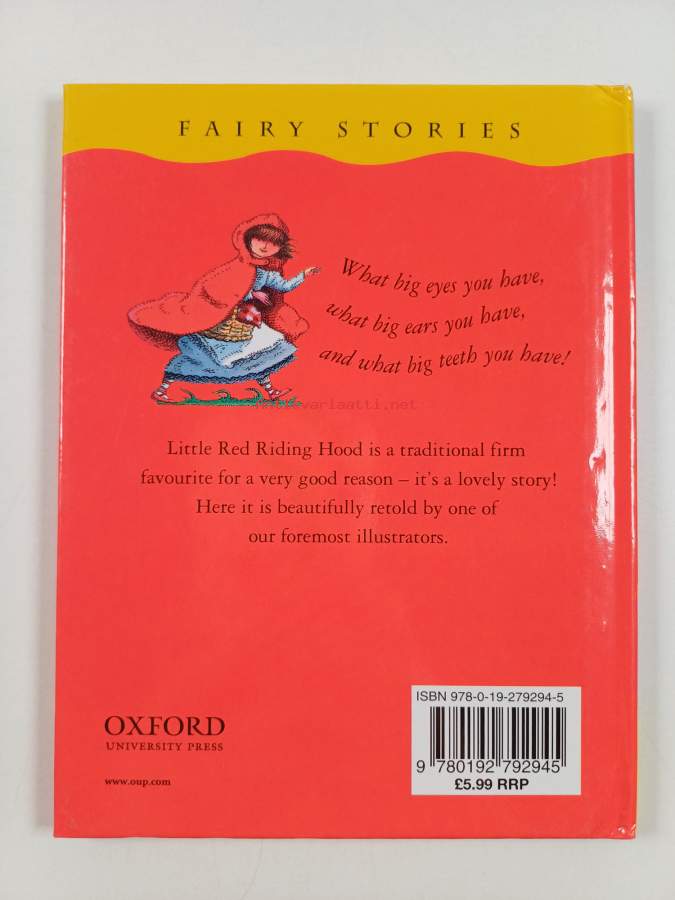 FAIRY STORIES
What big eyes you have,
what big ears you have,
and what big teeth you have!
Little Red Riding Hood is a traditional firm
favourite for a very good reason – it's a lovely story!
Here it is beautifully retold by one of
our foremost illustrators.
ISBN 978-0-19-279294-5
OXFORD
UNIVERSITY PRESS
www.oup.com
9 780192 792945
£5.99 RRP